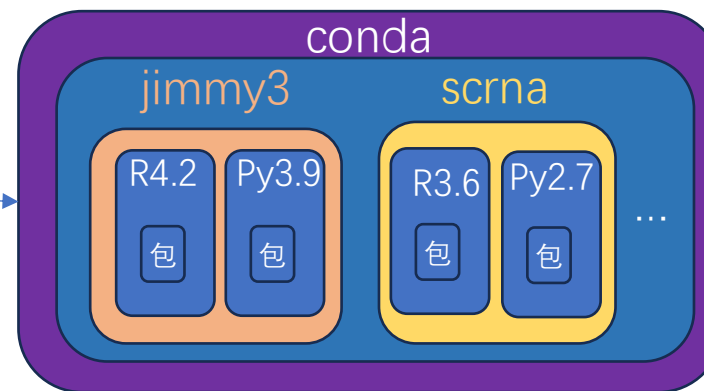 conda
jimmy3
scrna
R4.2
Py3.9
R3.6
Py2.7
包
包
包
包
...